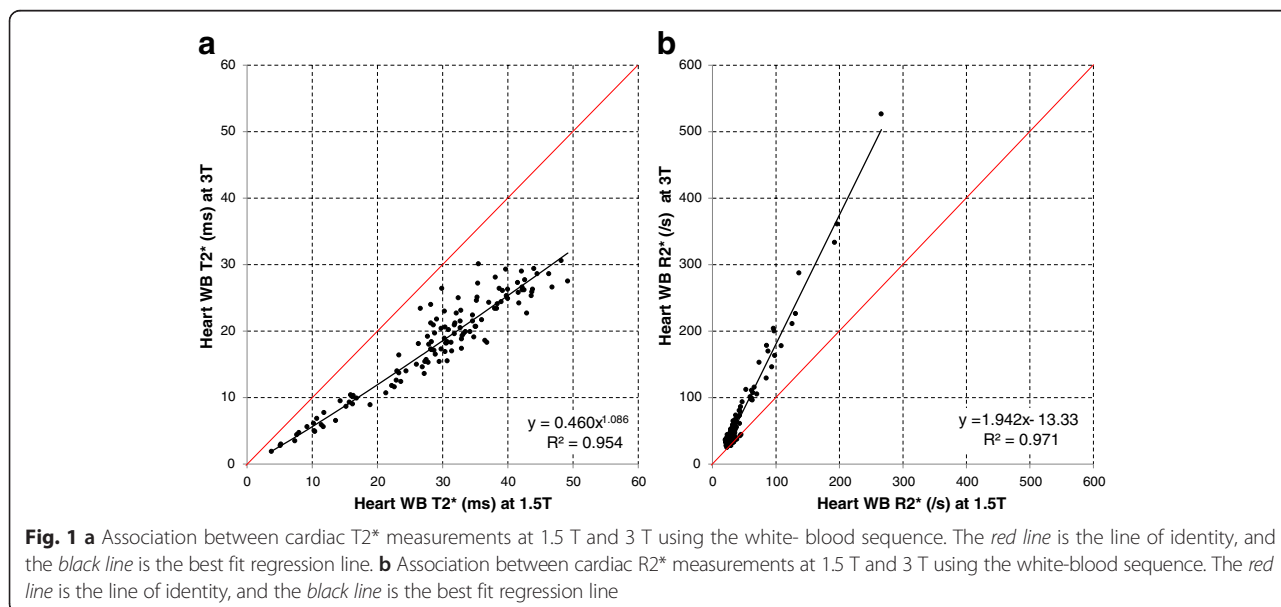 a
60
50
40
30
20
10
0
0 10 20 30 40 50 60
Heart WB T2* (ms) at 3T
Heart WB T2* (ms) at 1.5T
y = 0.460x^1.086
R² = 0.954
b
600
500
400
300
200
100
0
0 100 200 300 400 500 600
Heart WB R2* (/s) at 3T
Heart WB R2* (/s) at 1.5T
y =1.942x- 13.33
R² = 0.971
Fig. 1 a Association between cardiac T2* measurements at 1.5 T and 3 T using the white- blood sequence. The red line is the line of identity, and
the black line is the best fit regression line. b Association between cardiac R2* measurements at 1.5 T and 3 T using the white-blood sequence. The red
line is the line of identity, and the black line is the best fit regression line